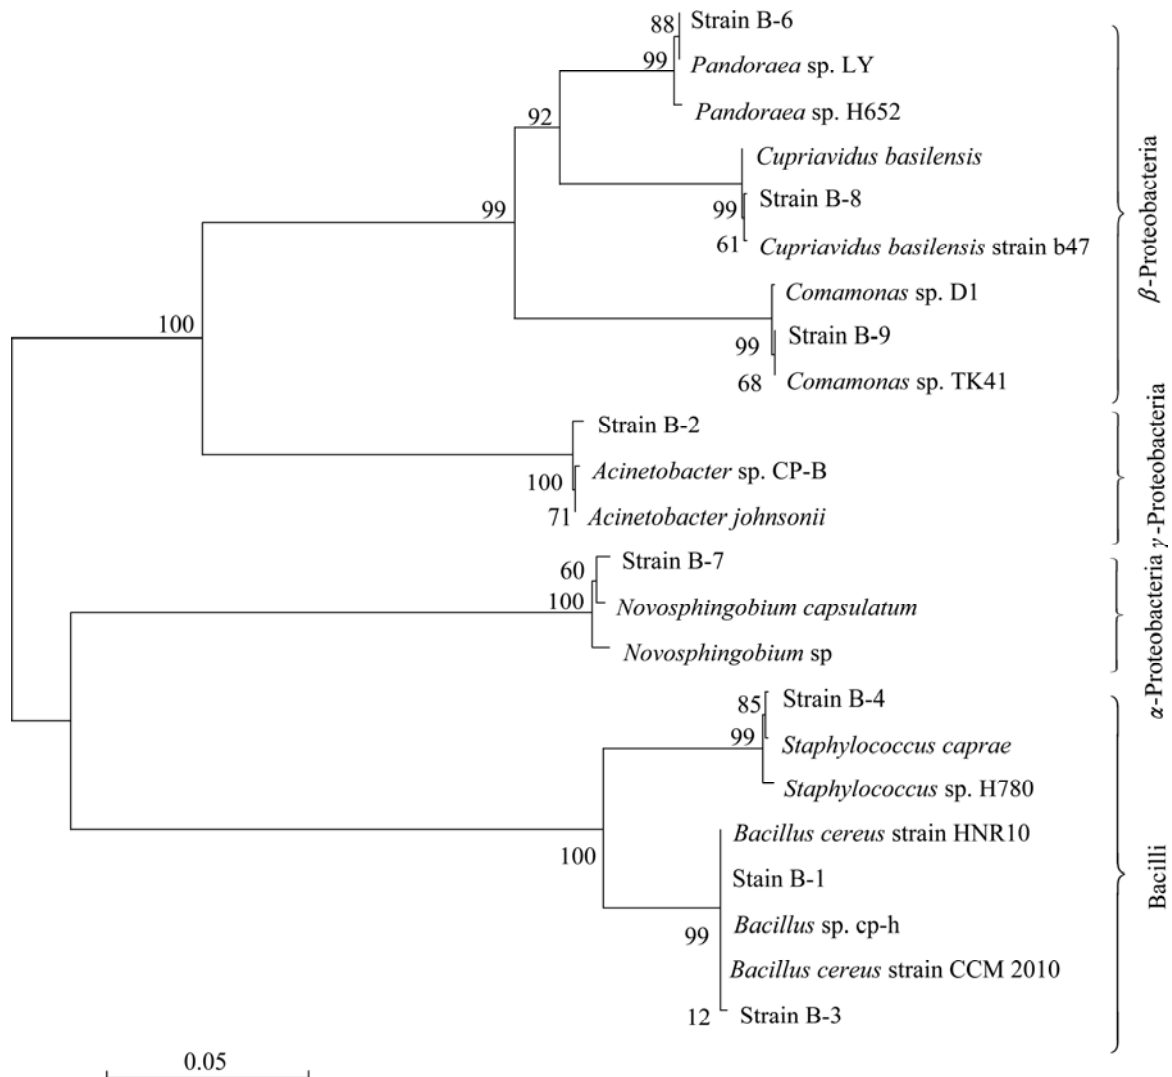 88
Strain B-6
99
Pandoraea sp. LY
Pandoraea sp. H652
92
Cupriavidus basilensis
99
Strain B-8
99
61
Cupriavidus basilensis strain b47
Comamonas sp. D1
100
Strain B-9
99
68
Comamonas sp. TK41
β-Proteobacteria
Strain B-2
Acinetobacter sp. CP-B
100
71
Acinetobacter johnsonii
γ-Proteobacteria
Strain B-7
60
100
Novosphingobium capsulatum
Novosphingobium sp
α-Proteobacteria
85
Strain B-4
99
Staphylococcus caprae
Staphylococcus sp. H780
Bacillus cereus strain HNR10
100
Stain B-1
Bacillus sp. cp-h
99
Bacillus cereus strain CCM 2010
12
Strain B-3
Bacilli
0.05